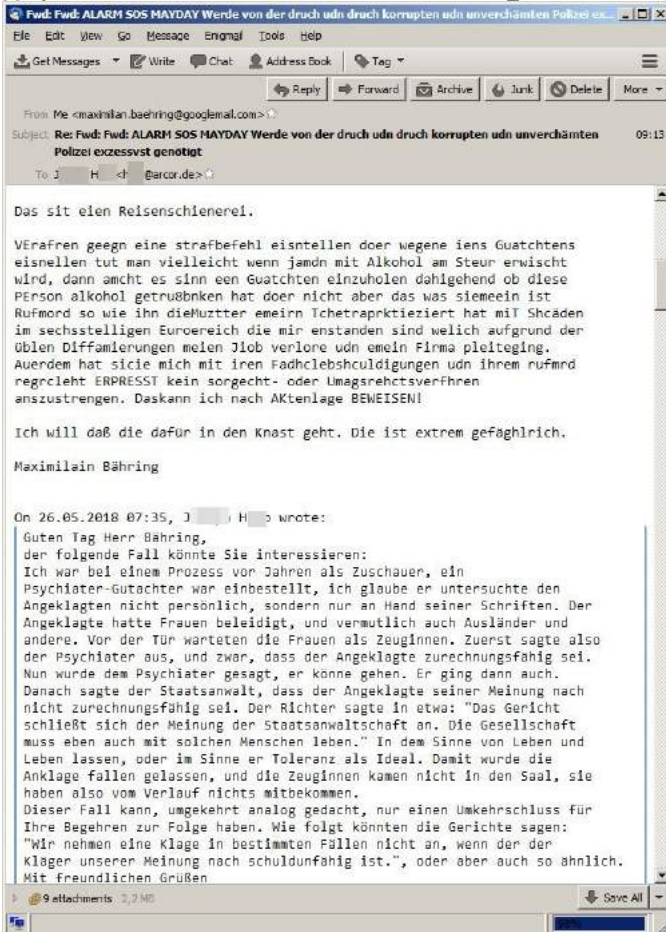 Fwd: Fwd: ALARM SOS MAYDAY Werde von der druch udn druch korrupten udn unverchämten Polizei ex...
File Edit View Go Message Enigmail Tools Help
Get Messages Write Chat Address Book Tag
Reply Forward Archive Junk Delete More
From Me <maximilian.baehring@googlemail.com>
Subject Re: Fwd: Fwd: ALARM SOS MAYDAY Werde von der druch udn druch korrupten udn unverchämten 09:13
Polizei exzessvst genötigt
To J H <h @arcor.de>
Das sit eien Reisenschienerei.
VErafren geegn eine strafbefehl eisntellen doer wegene iens Guatchtens
eisnellen tut man vielleicht wenn jamdn mit Alkohol am Steur erwischt
wird, dann amcht es sinn een Guatchten einzuholen dahigehend ob diese
PErson alkohol getru8bnken hat doer nicht aber das was siemeein ist
Rufmord so wie ihn dieMuztter emeirn Tchetraprktieziert hat miT Shcäden
im sechsstelligen Euroereich die mir enstanden sind welich aufgrund der
üblen Diffamierungen meien Jiob verlore udn emein Firma pleiteging.
Auerdem hat sicie mich mit iren Fadhclebshculdigungen udn ihrem rufmrd
regrcleht ERPRESST kein sorgecht- oder Umagsrehctsverfhren
anszustrengen. Daskann ich nach AKtenlage BEWEISEN!
Ich will daß die dafür in den Knast geht. Die ist extrem gefäghlrich.
Maximilain Bähring
On 26.05.2018 07:35, J H wrote:
Guten Tag Herr Bähring,
der folgende Fall könnte Sie interessieren:
Ich war bei einem Prozess vor Jahren als Zuschauer, ein
Psychiater-Gutachter war einbestellt, ich glaube er untersuchte den
Angeklagten nicht persönlich, sondern nur an Hand seiner Schriften. Der
Angeklagte hatte Frauen beleidigt, und vermutlich auch Ausländer und
andere. Vor der Tür warteten die Frauen als Zeuginnen. Zuerst sagte also
der Psychiater aus, und zwar, dass der Angeklagte zurechnungsfähig sei.
Nun wurde dem Psychiater gesagt, er könne gehen. Er ging dann auch.
Danach sagte der Staatsanwalt, dass der Angeklagte seiner Meinung nach
nicht zurechnungsfähig sei. Der Richter sagte in etwa: "Das Gericht
schließt sich der Meinung der Staatsanwaltschaft an. Die Gesellschaft
muss eben auch mit solchen Menschen leben." In dem Sinne von Leben und
Leben lassen, oder im Sinne er Toleranz als Ideal. Damit wurde die
Anklage fallen gelassen, und die Zeuginnen kamen nicht in den Saal, sie
haben also vom Verlauf nichts mitbekommen.
Dieser Fall kann, umgekehrt analog gedacht, nur einen Umkehrschluss für
Ihre Begehren zur Folge haben. Wie folgt könnten die Gerichte sagen:
"Wir nehmen eine Klage in bestimmten Fällen nicht an, wenn der der
Kläger unserer Meinung nach schuldunfähig ist.", oder aber auch so ähnlich.
Mit freundlichen Grüßen
9 attachments 2,2 MB Save All